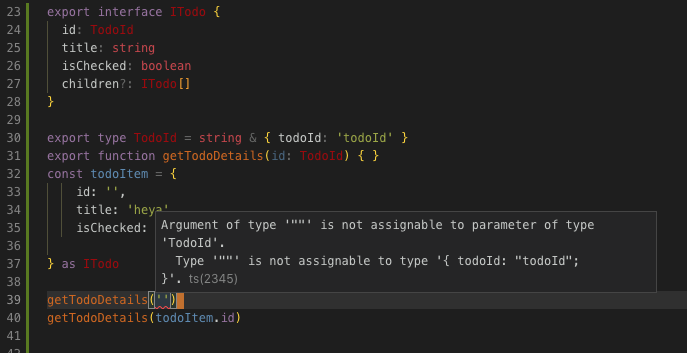 23 export interface ITodo {
24 id: TodoId
25 title: string
26 isChecked: boolean
27 children?: ITodo[]
28 }
29
30 export type TodoId = string & { todoId: 'todoId' }
31 export function getTodoDetails(id: TodoId) { }
32 const todoItem = {
33 id: '',
34 title: 'heya'
35 isChecked:
Argument of type '""' is not assignable to parameter of type
'TodoId'.
Type '""' is not assignable to type '{ todoId: "todoId";
}'. ts(2345)
36
37 } as ITodo
38
39 getTodoDetails('')
40 getTodoDetails(todoItem.id)
41